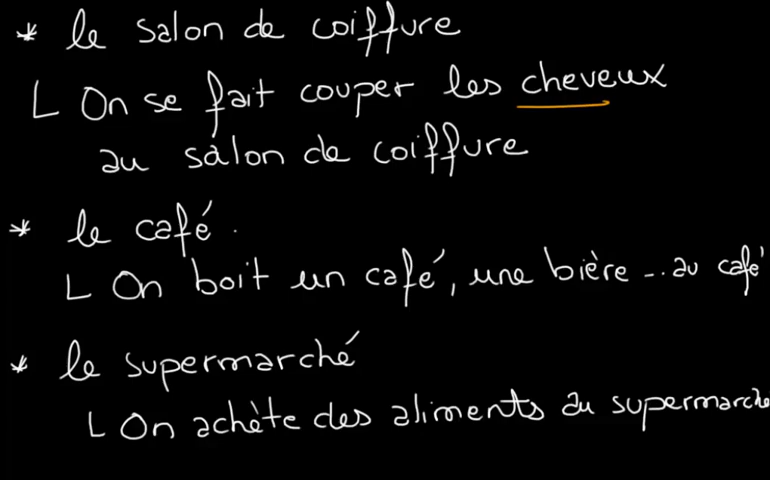 * le salon de coiffure
L On se fait couper les cheveux
au salon de coiffure
* le café.
L On boit un café, une bière ... au café
* le supermarché
L On achète des aliments au supermarché